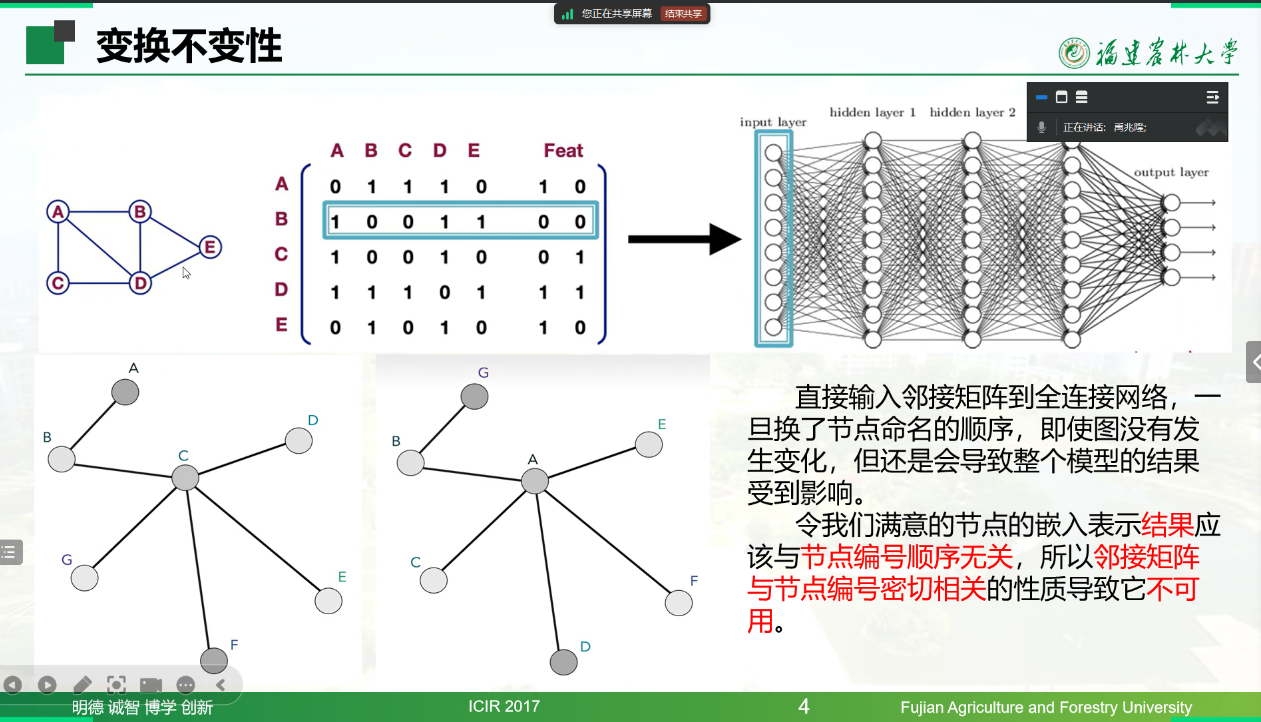 您正在共享屏幕 结束共享
变换不变性
福建农林大学
正在讲话: 禹兆隆;
input layer
hidden layer 1 hidden layer 2
output layer
A B C D E Feat
A 0 1 1 1 0 1 0
B 1 0 0 1 1 0 0
C 1 0 0 1 0 0 1
D 1 1 1 0 1 1 1
E 0 1 0 1 0 1 0
A B
E
C D
A
D
B
C
G
E
F
G
E
B
A
C
F
D
直接输入邻接矩阵到全连接网络，一
旦换了节点命名的顺序，即使图没有发
生变化，但还是会导致整个模型的结果
受到影响。
令我们满意的节点的嵌入表示结果应
该与节点编号顺序无关，所以邻接矩阵
与节点编号密切相关的性质导致它不可
用。
明德 诚智 博学 创新
ICIR 2017
4
Fujian Agriculture and Forestry University